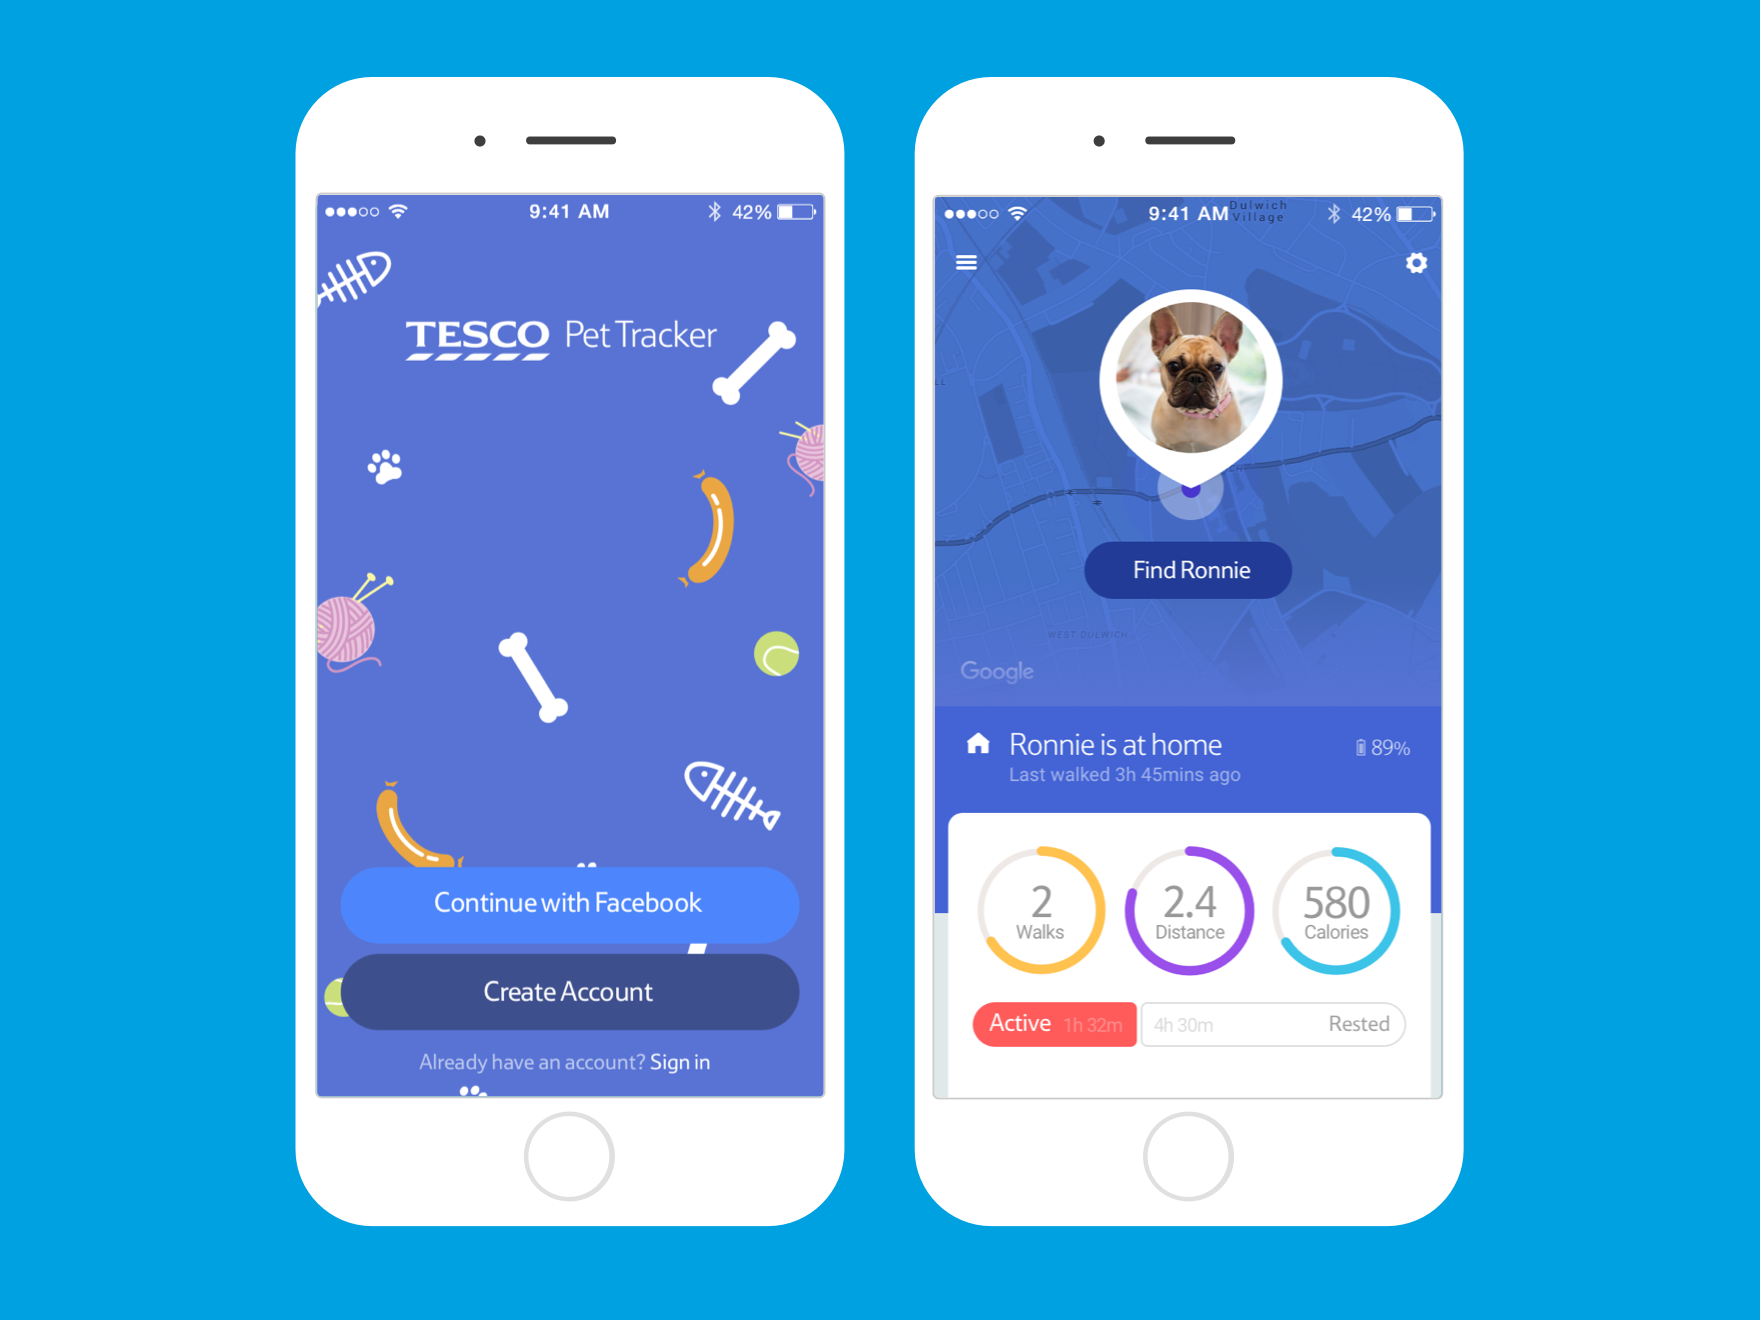 9:41 AM
42%
TESCO Pet Tracker
Continue with Facebook
Create Account
Already have an account? Sign in
9:41 AM
42%
Dulwich
Village
LL
Find Ronnie
WEST DULWICH
Google
Ronnie is at home
89%
Last walked 3h 45mins ago
2
Walks
2.4
Distance
580
Calories
Active 1h 32m
4h 30m Rested